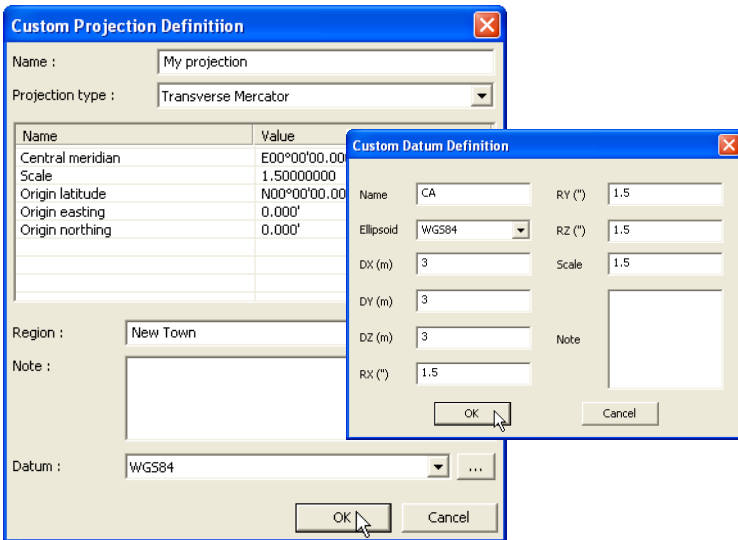 Custom Projection Definitiion
Name :
My projection
Projection type :
Transverse Mercator
Name
Value
Central meridian
E00°00'00.00
Scale
1.50000000
Origin latitude
N00°00'00.00
Origin easting
0.000'
Origin northing
0.000'
Region :
New Town
Note :
Datum :
WGS84
...
OK
Cancel
Custom Datum Definition
Name
CA
Ellipsoid
WGS84
DX (m)
3
DY (m)
3
DZ (m)
3
RX (")
1.5
RY (")
1.5
RZ (")
1.5
Scale
1.5
Note
OK
Cancel